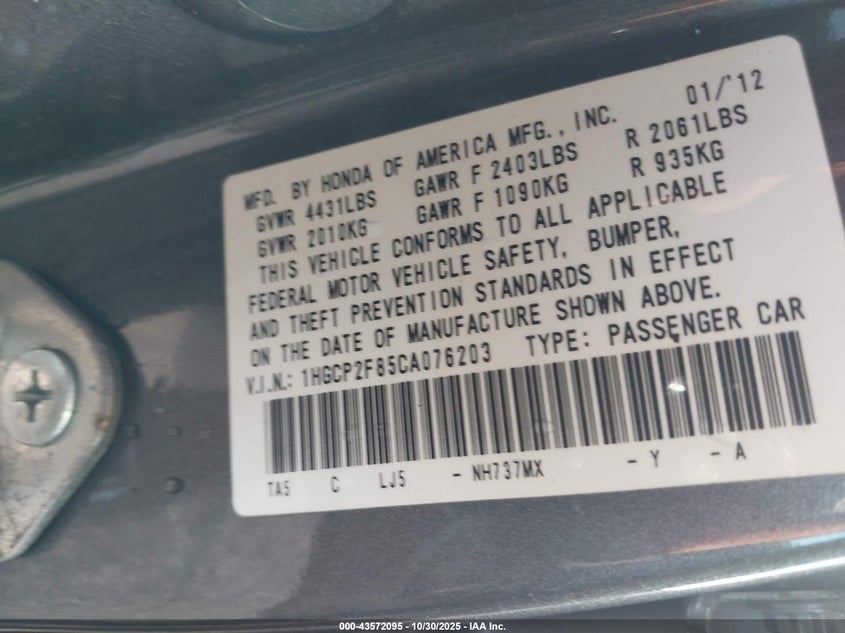 MFD. BY HONDA OF AMERICA MFG., INC. 01/'12
GVWR 4431LBS GAWR F 2403LBS R 2061LBS
GVWR 2010KG GAWR F 1090KG R 935KG
THIS VEHICLE CONFORMS TO ALL APPLICABLE
FEDERAL MOTOR VEHICLE SAFETY, BUMPER,
AND THEFT PREVENTION STANDARDS IN EFFECT
ON THE DATE OF MANUFACTURE SHOWN ABOVE.
V.I.N.: 1HGCP2F85CA076203 TYPE: PASSENGER CAR
TA5 C LJ5 - NH737MX - Y - A
000-43572095 - 10/30/2025 - IAA Inc.